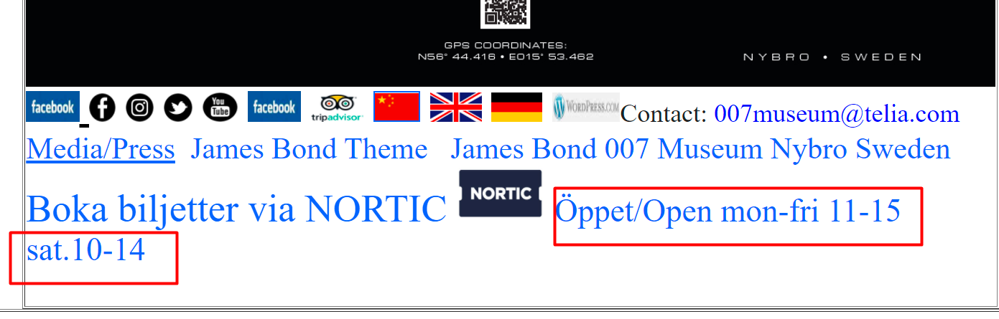 GPS COORDINATES:
N56° 44.416 • E015° 53.462
NYBRO • SWEDEN
facebook f You Tube facebook tripadvisor® WORDPRESS.COM Contact: 007museum@telia.com
Media/Press James Bond Theme James Bond 007 Museum Nybro Sweden
Boka biljetter via NORTIC NORTIC Öppet/Open mon-fri 11-15
sat.10-14